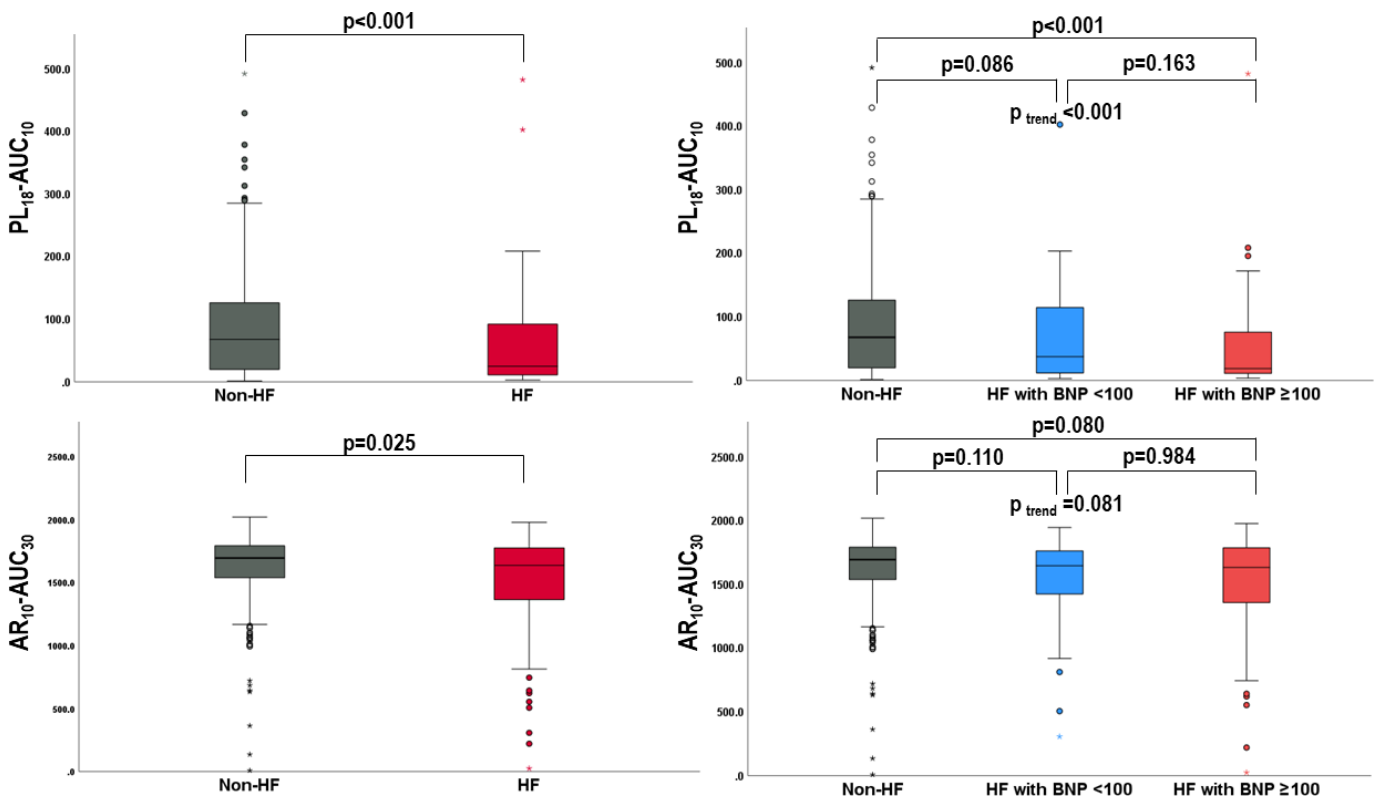 p<0.001
500.0
400.0
300.0
200.0
100.0
.0
PL18-AUC10
Non-HF
HF
p<0.001
p=0.086
p=0.163
p trend <0.001
500.0
400.0
300.0
200.0
100.0
.0
PL18-AUC10
Non-HF
HF with BNP <100
HF with BNP ≥100
p=0.025
2500.0
2000.0
1500.0
1000.0
500.0
.0
AR10-AUC30
Non-HF
HF
p=0.080
p=0.110
p=0.984
p trend =0.081
2500.0
2000.0
1500.0
1000.0
500.0
.0
AR10-AUC30
Non-HF
HF with BNP <100
HF with BNP ≥100